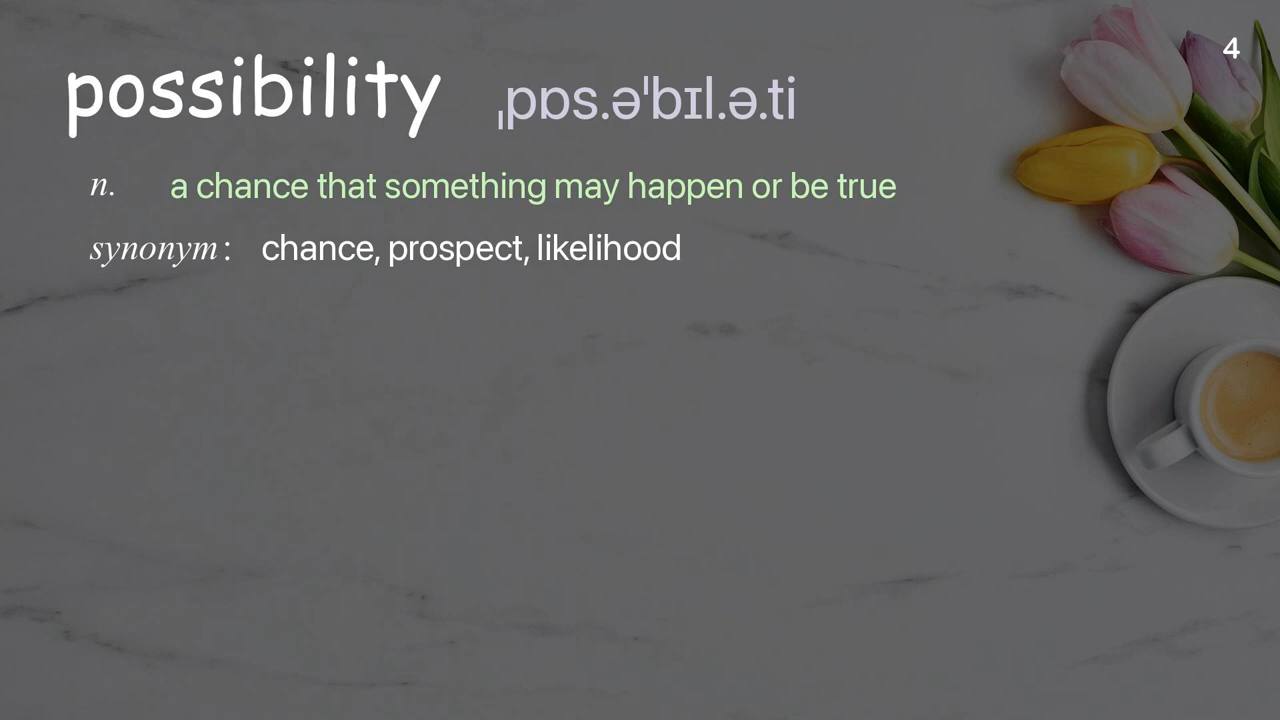 4
possibility ˌpɒs.əˈbɪl.ə.ti
n. a chance that something may happen or be true
synonym: chance, prospect, likelihood